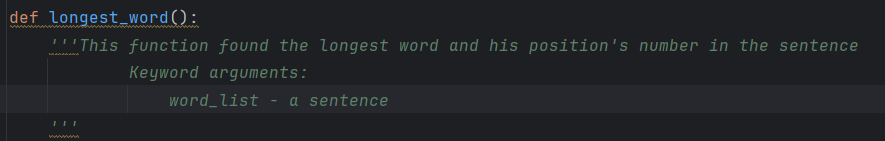 def longest_word():
'''This function found the longest word and his position's number in the sentence
Keyword arguments:
word_list - a sentence
'''